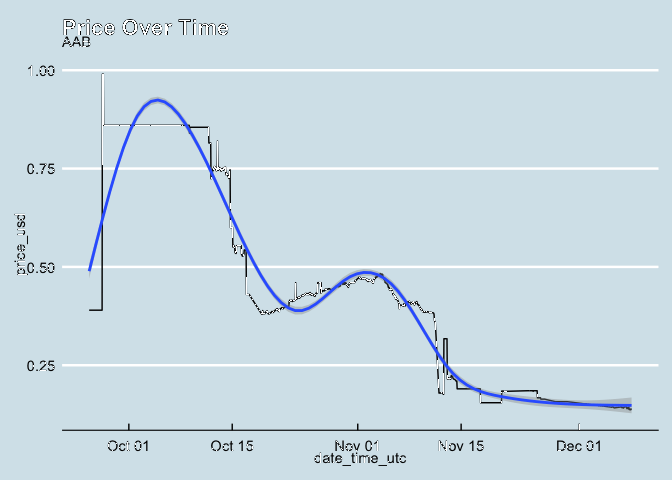 Price Over Time
AAB
1.00
0.75
0.50
0.25
price_usd
Oct 01
Oct 15
Nov 01
Nov 15
Dec 01
date_time_utc